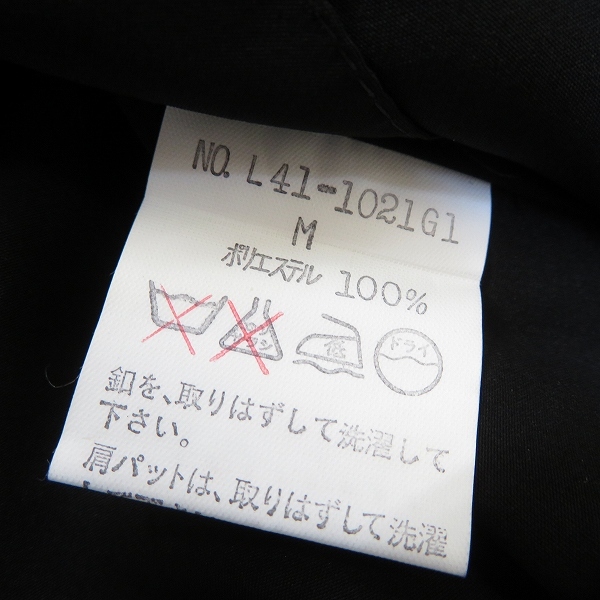 NO. L41-1021G1
M
ポリエステル 100%
低 ドライ
釦を、取りはずして洗濯して
下さい。
肩パットは、取りはずして洗濯